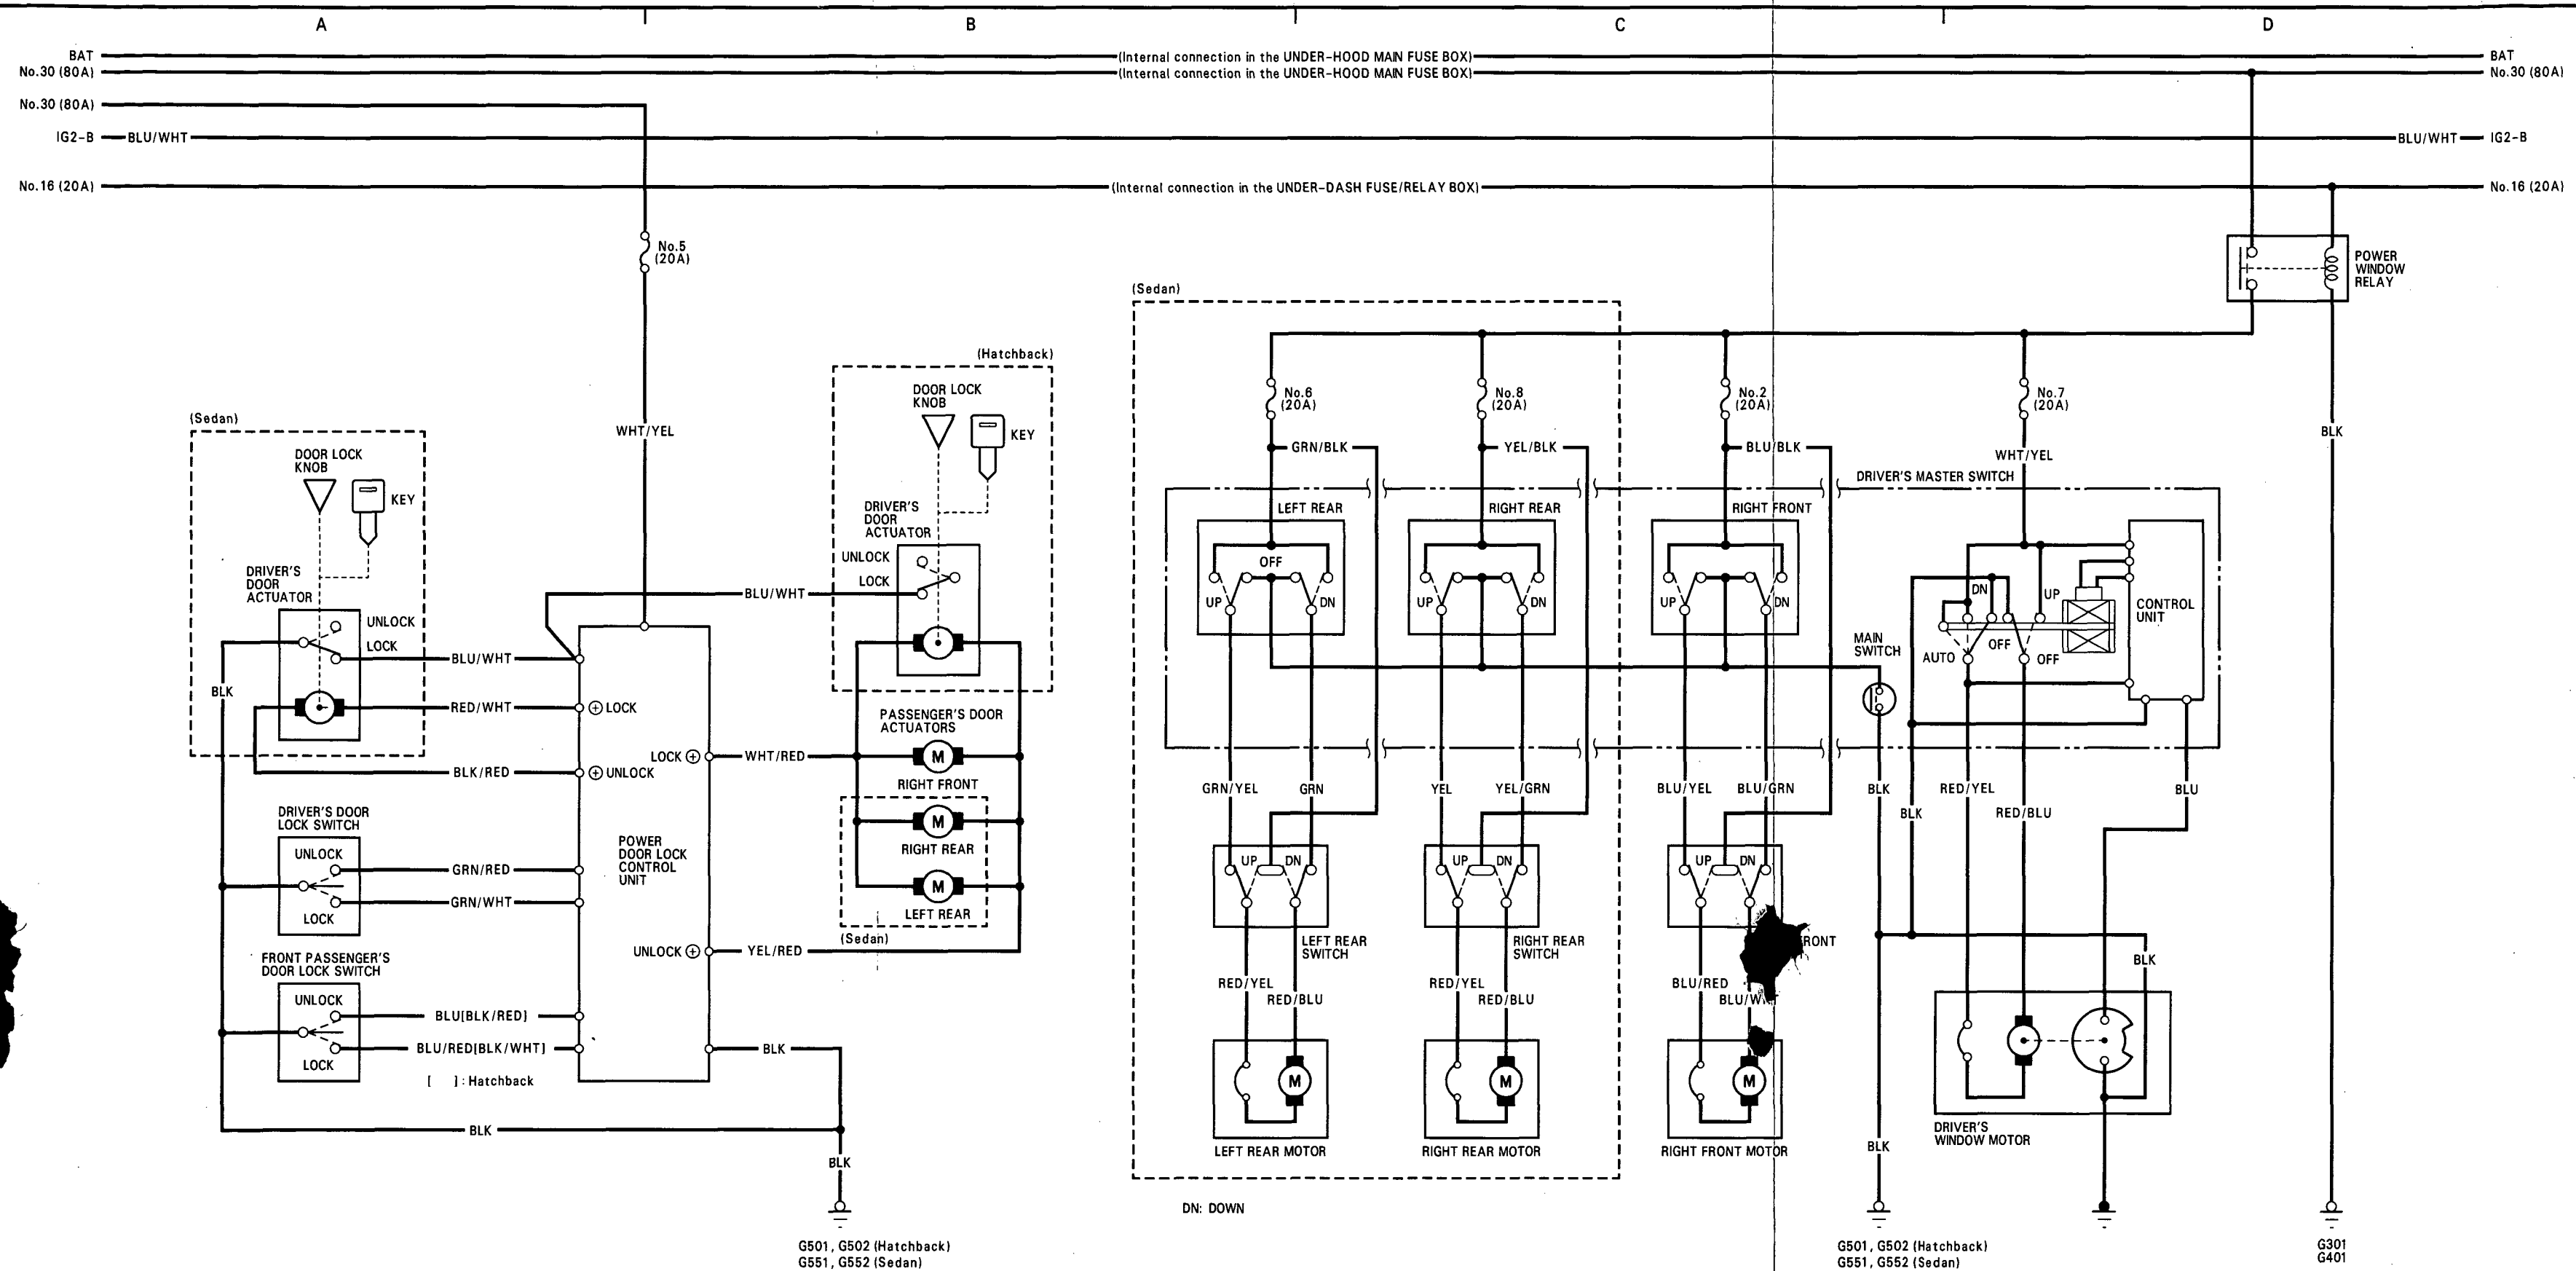 A
B
C
D
BAT
(Internal connection in the UNDER-HOOD MAIN FUSE BOX)
BAT
No.30 (80A)
(Internal connection in the UNDER-HOOD MAIN FUSE BOX)
No.30 (80A)
No.30 (80A)
IG2-B
BLU/WHT
BLU/WHT
IG2-B
No.16 (20A)
(Internal connection in the UNDER-DASH FUSE/RELAY BOX)
No.16 (20A)
No.5
(20A)
WHT/YEL
(Sedan)
DOOR LOCK
KNOB
KEY
DRIVER'S
DOOR
ACTUATOR
UNLOCK
LOCK
BLU/WHT
BLK
RED/WHT
⊕ LOCK
BLK/RED
⊕ UNLOCK
DRIVER'S DOOR
LOCK SWITCH
UNLOCK
GRN/RED
GRN/WHT
LOCK
FRONT PASSENGER'S
DOOR LOCK SWITCH
UNLOCK
BLU[BLK/RED]
BLU/RED[BLK/WHT]
LOCK
[ ]: Hatchback
BLK
POWER
DOOR LOCK
CONTROL
UNIT
LOCK ⊕
WHT/RED
UNLOCK ⊕
YEL/RED
BLK
BLK
G501, G502 (Hatchback)
G551, G552 (Sedan)
(Hatchback)
DOOR LOCK
KNOB
KEY
DRIVER'S
DOOR
ACTUATOR
UNLOCK
LOCK
BLU/WHT
PASSENGER'S DOOR
ACTUATORS
M
RIGHT FRONT
M
RIGHT REAR
M
LEFT REAR
(Sedan)
(Sedan)
No.6
(20A)
No.8
(20A)
No.2
(20A)
No.7
(20A)
GRN/BLK
YEL/BLK
BLU/BLK
WHT/YEL
DRIVER'S MASTER SWITCH
LEFT REAR
RIGHT REAR
RIGHT FRONT
OFF
UP
DN
UP
DN
UP
DN
MAIN
SWITCH
DN
UP
OFF
AUTO
OFF
CONTROL
UNIT
GRN/YEL
GRN
YEL
YEL/GRN
BLU/YEL
BLU/GRN
BLK
BLK
RED/YEL
RED/BLU
BLU
UP
DN
UP
DN
UP
DN
LEFT REAR
SWITCH
RIGHT REAR
SWITCH
RED/YEL
RED/BLU
RED/YEL
RED/BLU
BLU/RED
M
M
M
LEFT REAR MOTOR
RIGHT REAR MOTOR
RIGHT FRONT MOTOR
BLK
DRIVER'S
WINDOW MOTOR
BLK
DN: DOWN
G501, G502 (Hatchback)
G551, G552 (Sedan)
POWER
WINDOW
RELAY
BLK
G301
G401